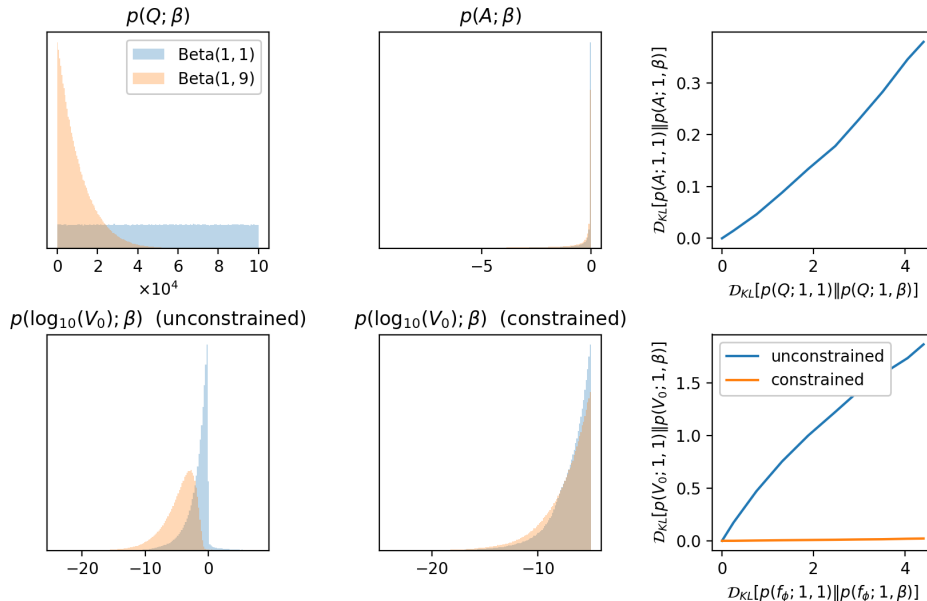 p(Q; β)
Beta(1, 1)
Beta(1, 9)
0 2 4 6 8 10
×10⁴
p(A; β)
−5 0
𝒟_KL[p(A; 1, 1)‖p(A; 1, β)]
0.3
0.2
0.1
0.0
0 2 4
𝒟_KL[p(Q; 1, 1)‖p(Q; 1, β)]
p(log₁₀(V₀); β) (unconstrained)
−20 −10 0
p(log₁₀(V₀); β) (constrained)
−20 −10
𝒟_KL[p(V₀; 1, 1)‖p(V₀; 1, β)]
unconstrained
constrained
1.5
1.0
0.5
0.0
0 2 4
𝒟_KL[p(f_ϕ; 1, 1)‖p(f_ϕ; 1, β)]